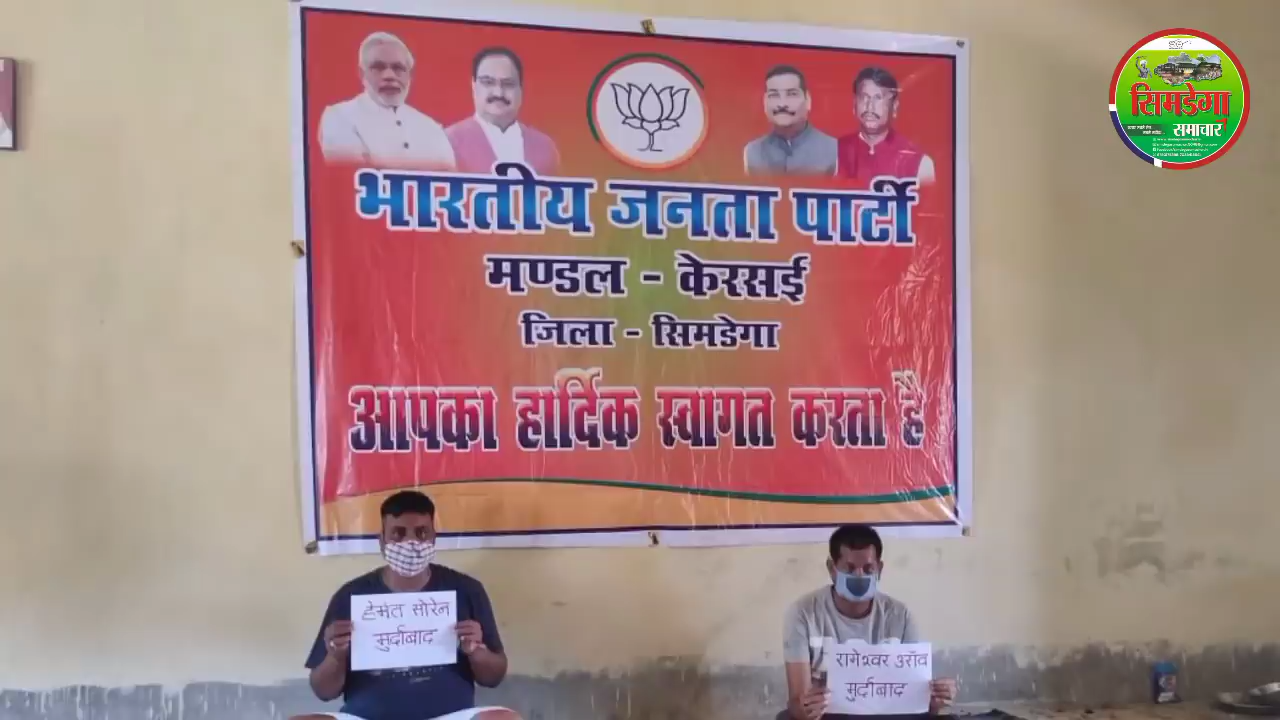 भारतीय जनता पार्टी
मण्डल - केरसई
जिला - सिमडेगा
आपका हार्दिक स्वागत करता है
हेमंत सोरेन
मुर्दाबाद
रामेश्वर उराँव
मुर्दाबाद
सिमडेगा
समाचार